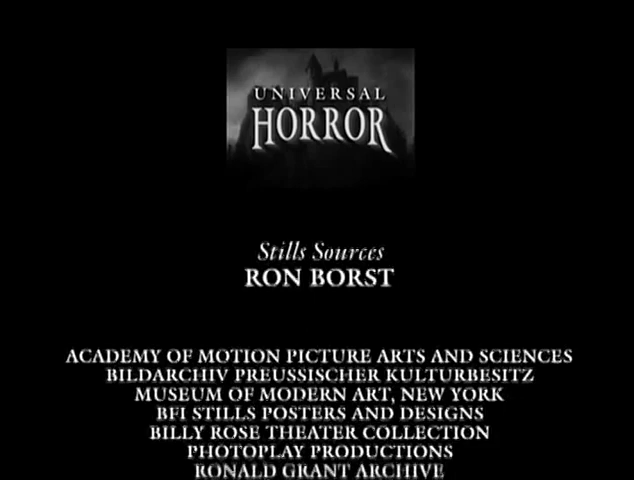 UNIVERSAL
HORROR
Stills Sources
RON BORST
ACADEMY OF MOTION PICTURE ARTS AND SCIENCES
BILDARCHIV PREUSSISCHER KULTURBESITZ
MUSEUM OF MODERN ART, NEW YORK
BFI STILLS POSTERS AND DESIGNS
BILLY ROSE THEATER COLLECTION
PHOTOPLAY PRODUCTIONS
RONALD GRANT ARCHIVE